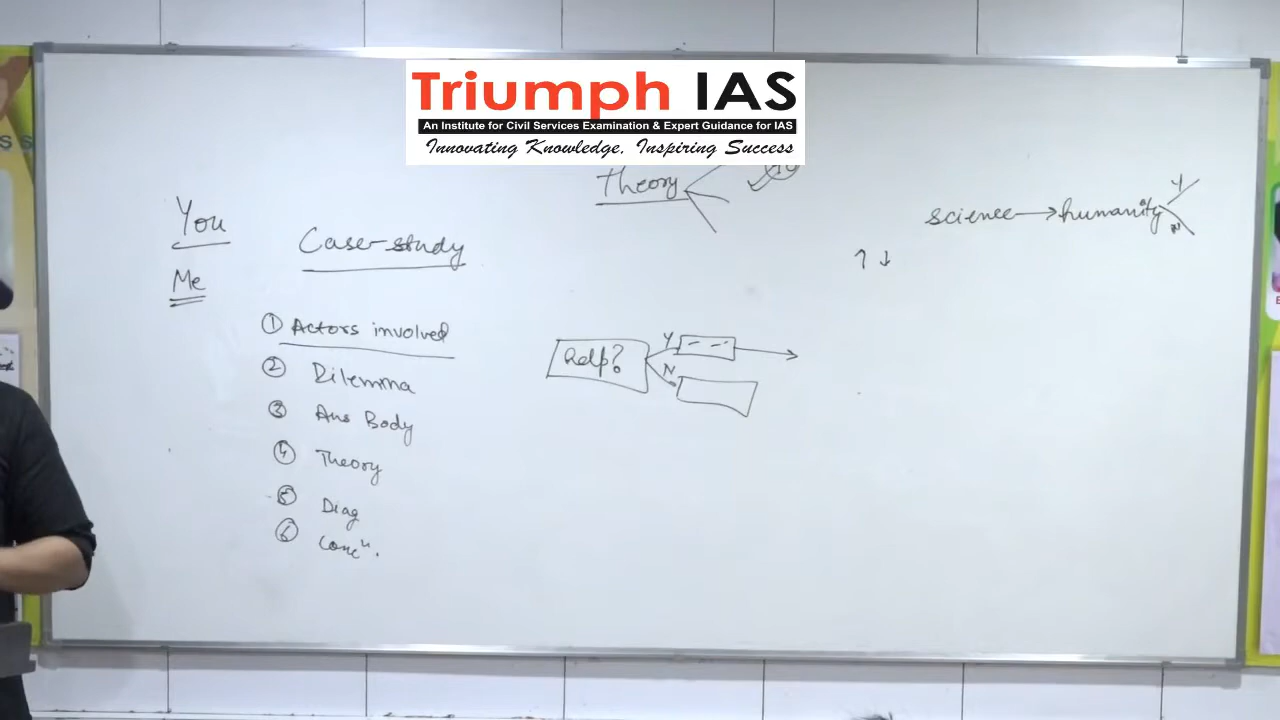 Triumph IAS
An Institute for Civil Services Examination & Expert Guidance for IAS
Innovating Knowledge, Inspiring Success
Theory
You
Me
Case-study
① Actors involved
② Dilemma
③ Ans Body
④ Theory
⑤ Diag
⑥ Concⁿ.
Help?
Y
N
science → humanity
Y
N
↑ ↓